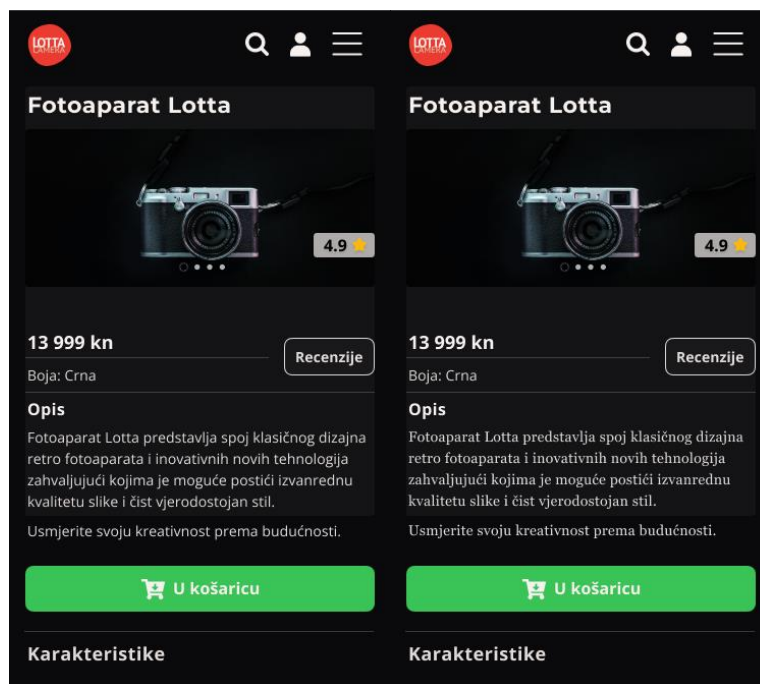 LOTTA
CAMERA
Fotoaparat Lotta
4.9
13 999 kn
Recenzije
Boja: Crna
Opis
Fotoaparat Lotta predstavlja spoj klasičnog dizajna
retro fotoaparata i inovativnih novih tehnologija
zahvaljujući kojima je moguće postići izvanrednu
kvalitetu slike i čist vjerodostojan stil.
Usmjerite svoju kreativnost prema budućnosti.
U košaricu
Karakteristike
LOTTA
CAMERA
Fotoaparat Lotta
4.9
13 999 kn
Recenzije
Boja: Crna
Opis
Fotoaparat Lotta predstavlja spoj klasičnog dizajna
retro fotoaparata i inovativnih novih tehnologija
zahvaljujući kojima je moguće postići izvanrednu
kvalitetu slike i čist vjerodostojan stil.
Usmjerite svoju kreativnost prema budućnosti.
U košaricu
Karakteristike